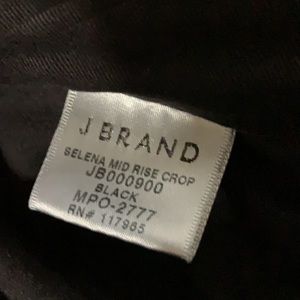 J BRAND
SELENA MID RISE CROP
JB000900
BLACK
MPO-2777
RN# 117965